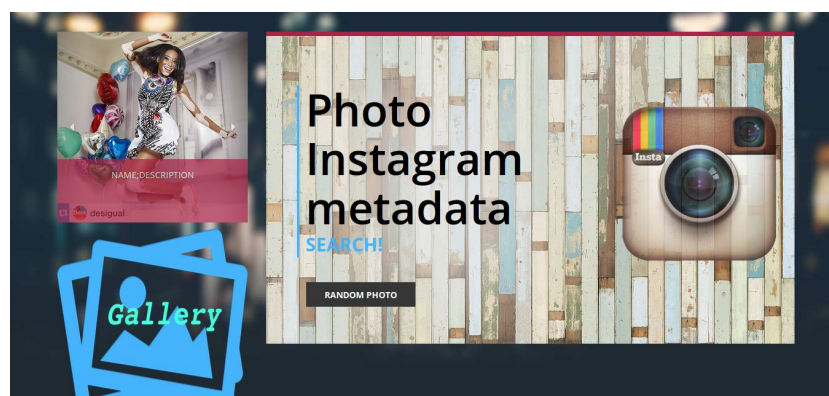 NAME;DESCRIPTION
desigual
Gallery
Photo
Instagram
metadata
SEARCH!
RANDOM PHOTO
Insta